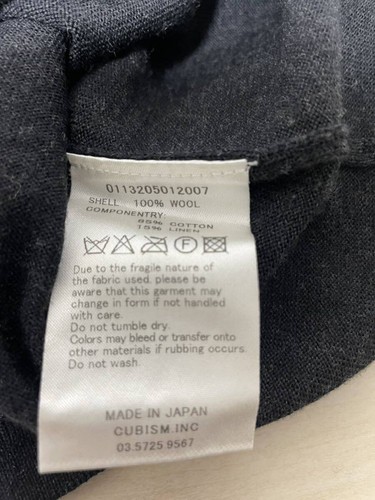 0113205012007
SHELL 100% WOOL
COMPONENTRY:
85% COTTON
15% LINEN
F
Due to the fragile nature of
the fabric used, please be
aware that this garment may
change in form if not handled
with care.
Do not tumble dry.
Colors may bleed or transfer onto
other materials if rubbing occurs.
Do not wash.
MADE IN JAPAN
CUBISM.INC
03.5725 9567